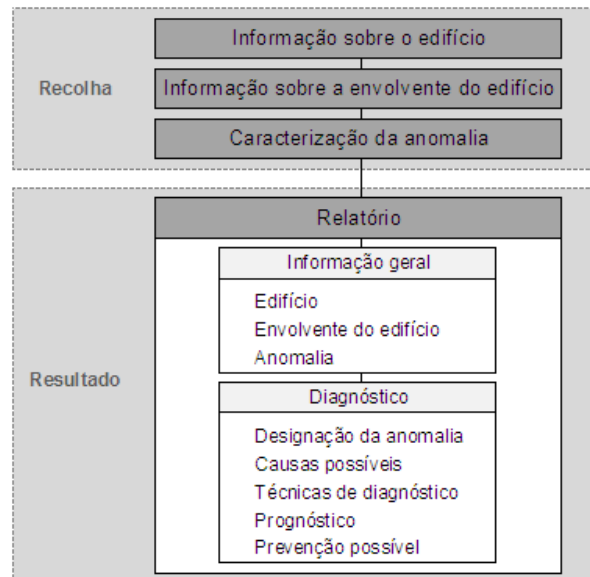 Informação sobre o edifício
Recolha
Informação sobre a envolvente do edifício
Caracterização da anomalia
Resultado
Relatório
Informação geral
Edifício
Envolvente do edifício
Anomalia
Diagnóstico
Designação da anomalia
Causas possíveis
Técnicas de diagnóstico
Prognóstico
Prevenção possível